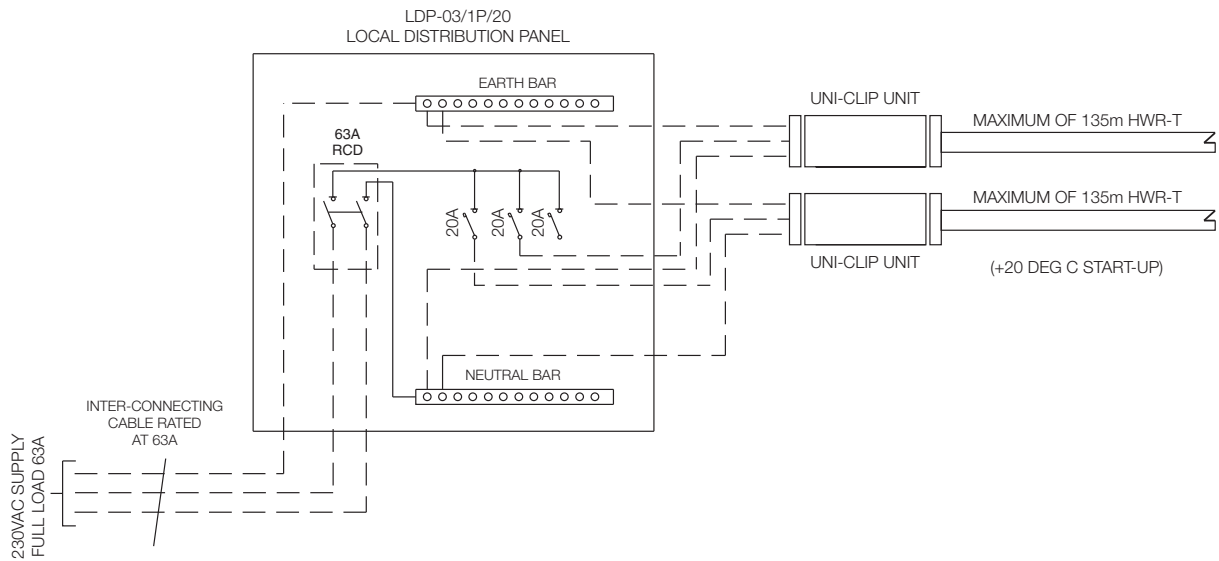 LDP-03/1P/20
LOCAL DISTRIBUTION PANEL
EARTH BAR
63A
RCD
20A
20A
20A
NEUTRAL BAR
UNI-CLIP UNIT
MAXIMUM OF 135m HWR-T
MAXIMUM OF 135m HWR-T
UNI-CLIP UNIT
(+20 DEG C START-UP)
INTER-CONNECTING
CABLE RATED
AT 63A
230VAC SUPPLY
FULL LOAD 63A